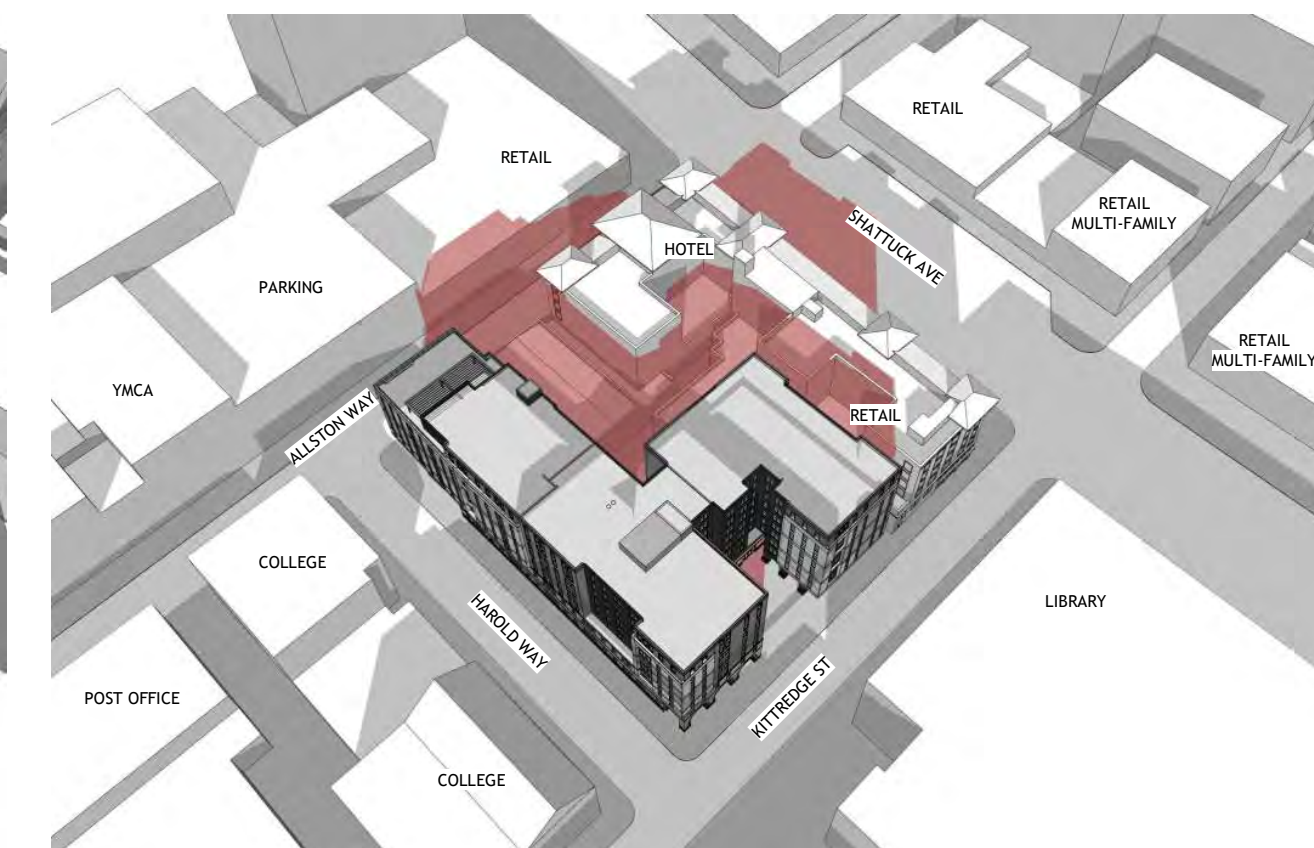 RETAIL
RETAIL
HOTEL
RETAIL
MULTI-FAMILY
SHATTUCK AVE
PARKING
RETAIL
MULTI-FAMILY
YMCA
ALLSTON WAY
RETAIL
COLLEGE
LIBRARY
HAROLD WAY
POST OFFICE
KITTREDGE ST
COLLEGE